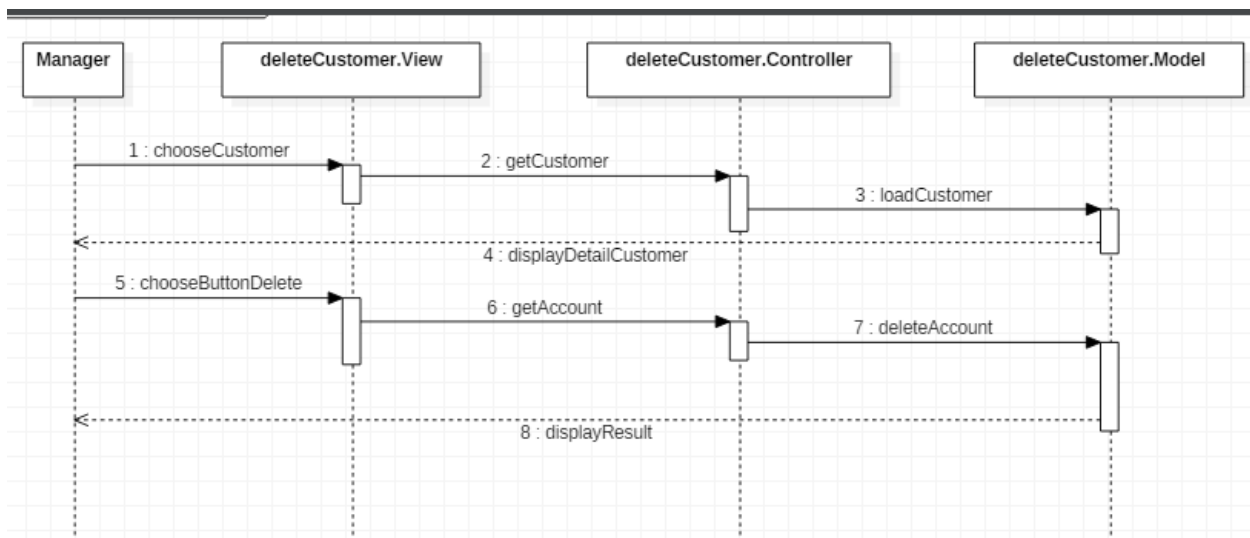 Manager
deleteCustomer.View
deleteCustomer.Controller
deleteCustomer.Model
1 : chooseCustomer
2 : getCustomer
3 : loadCustomer
4 : displayDetailCustomer
5 : chooseButtonDelete
6 : getAccount
7 : deleteAccount
8 : displayResult